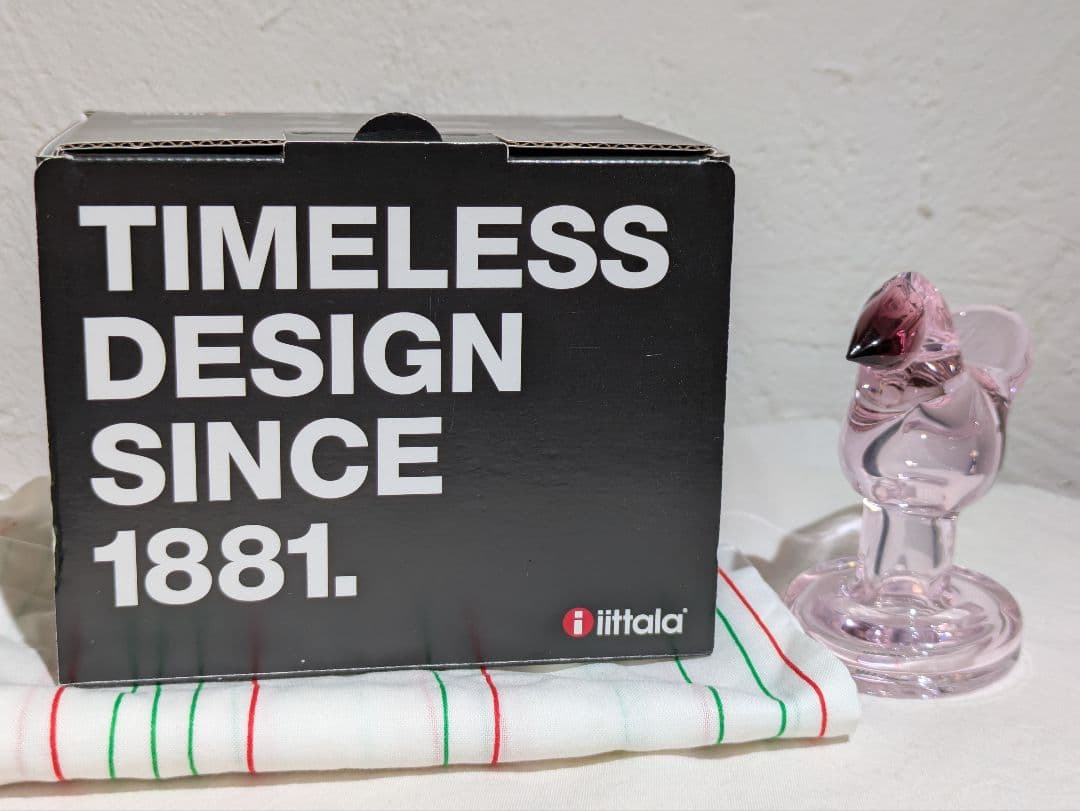 TIMELESS
DESIGN
SINCE
1881.
iittala